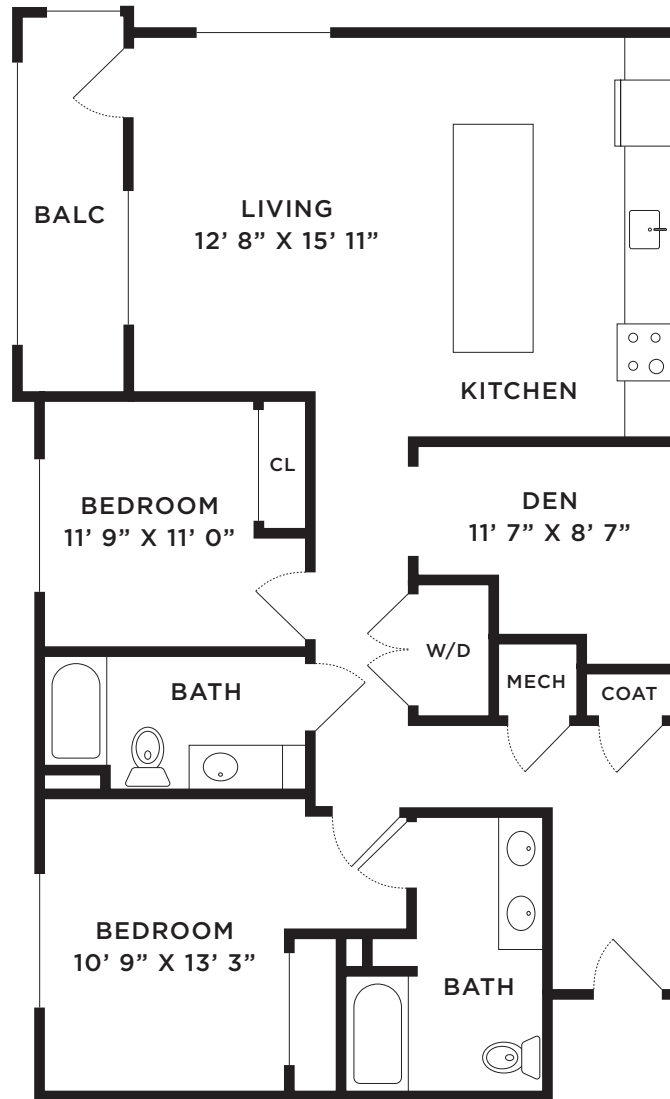 BALC
LIVING
12’ 8” X 15’ 11”
KITCHEN
CL
BEDROOM
11’ 9” X 11’ 0”
DEN
11’ 7” X 8’ 7”
W/D
BATH
MECH
COAT
BEDROOM
10’ 9” X 13’ 3”
BATH